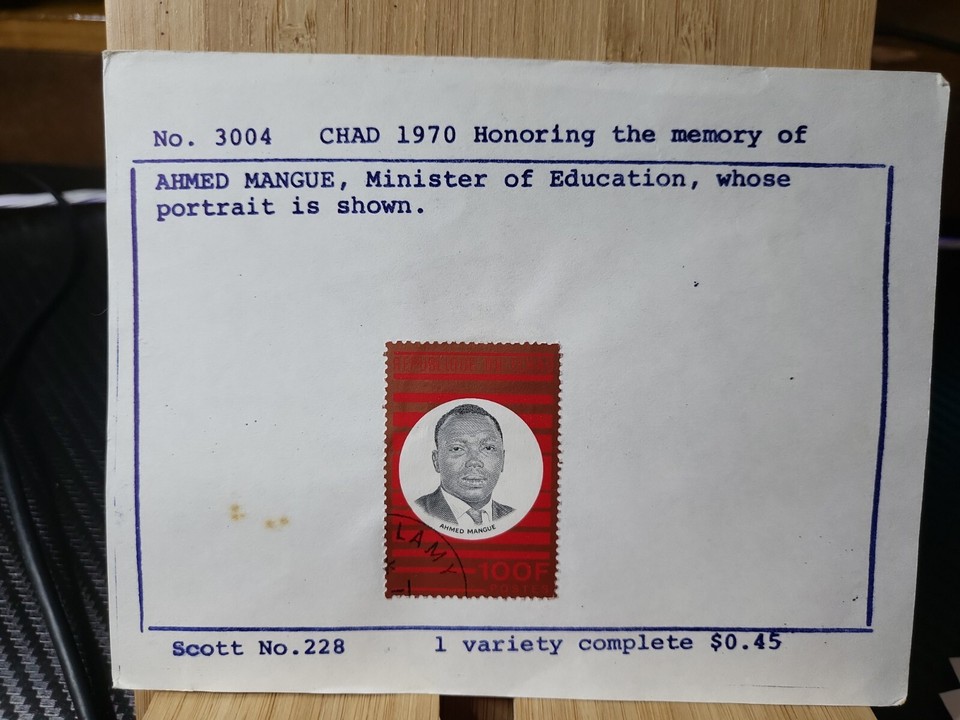 No. 3004 CHAD 1970 Honoring the memory of
AHMED MANGUE, Minister of Education, whose
portrait is shown.
AHMED MANGUE
LAMY
100F
Scott No.228 1 variety complete $0.45